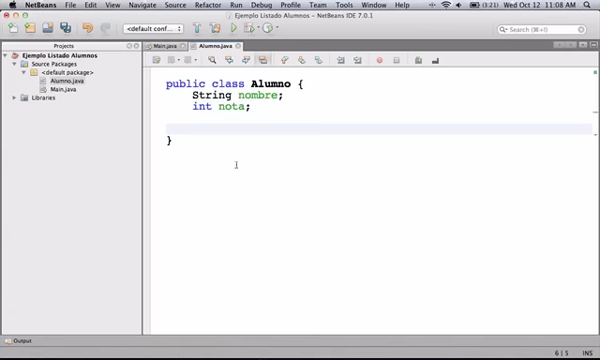 NetBeans File Edit View Navigate Source Refactor Run Debug Profile Team Tools Window Help (3:21) Wed Oct 12 11:08 AM
Ejemplo Listado Alumnos - NetBeans IDE 7.0.1
<default conf... Search (⌘+I)
Projects
Main.java Alumno.java
Ejemplo Listado Alumnos
Source Packages
<default package>
Alumno.java
Main.java
Libraries
public class Alumno {
String nombre;
int nota;
}
Output
6 | 5 INS